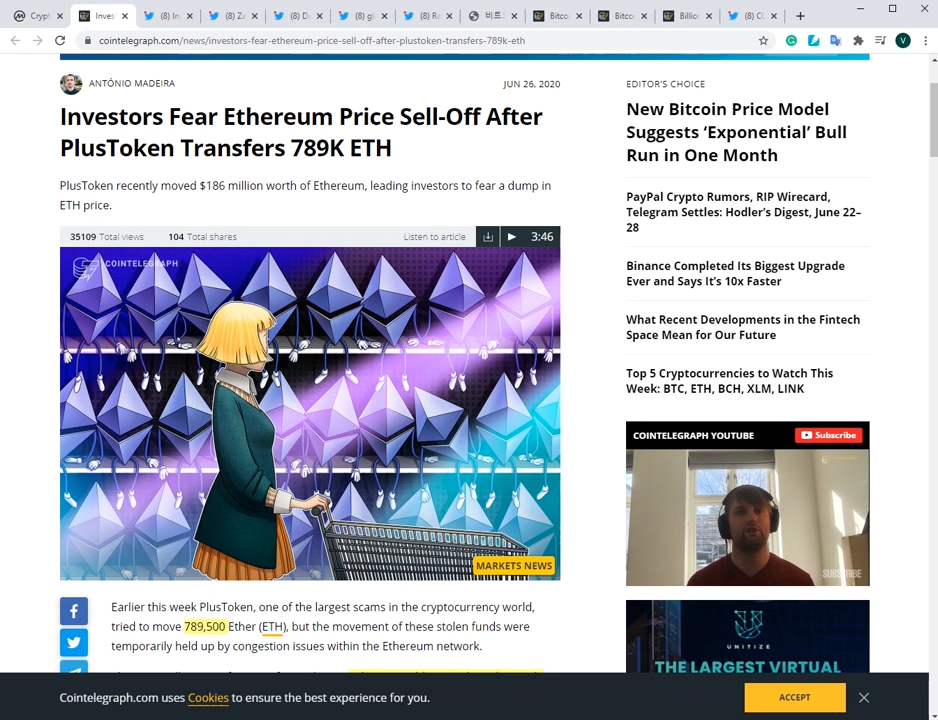 Crypt
Inves
(8) In
(8) Za
(8) D
(8) gl
(8) Ra
비트
Bitco
Bitco
Billio
(8) C
cointelegraph.com/news/investors-fear-ethereum-price-sell-off-after-plustoken-transfers-789k-eth
V
ANTÓNIO MADEIRA
JUN 26, 2020
Investors Fear Ethereum Price Sell-Off After
PlusToken Transfers 789K ETH
PlusToken recently moved $186 million worth of Ethereum, leading investors to fear a dump in
ETH price.
35109 Total views
104 Total shares
Listen to article
3:46
COINTELEGRAPH
MARKETS NEWS
Earlier this week PlusToken, one of the largest scams in the cryptocurrency world,
tried to move 789,500 Ether (ETH), but the movement of these stolen funds were
temporarily held up by congestion issues within the Ethereum network.
EDITOR'S CHOICE
New Bitcoin Price Model
Suggests ‘Exponential’ Bull
Run in One Month
PayPal Crypto Rumors, RIP Wirecard,
Telegram Settles: Hodler’s Digest, June 22–
28
Binance Completed Its Biggest Upgrade
Ever and Says It’s 10x Faster
What Recent Developments in the Fintech
Space Mean for Our Future
Top 5 Cryptocurrencies to Watch This
Week: BTC, ETH, BCH, XLM, LINK
COINTELEGRAPH YOUTUBE
Subscribe
SUBSCRIBE
UNITIZE
THE LARGEST VIRTUAL
Cointelegraph.com uses Cookies to ensure the best experience for you.
ACCEPT